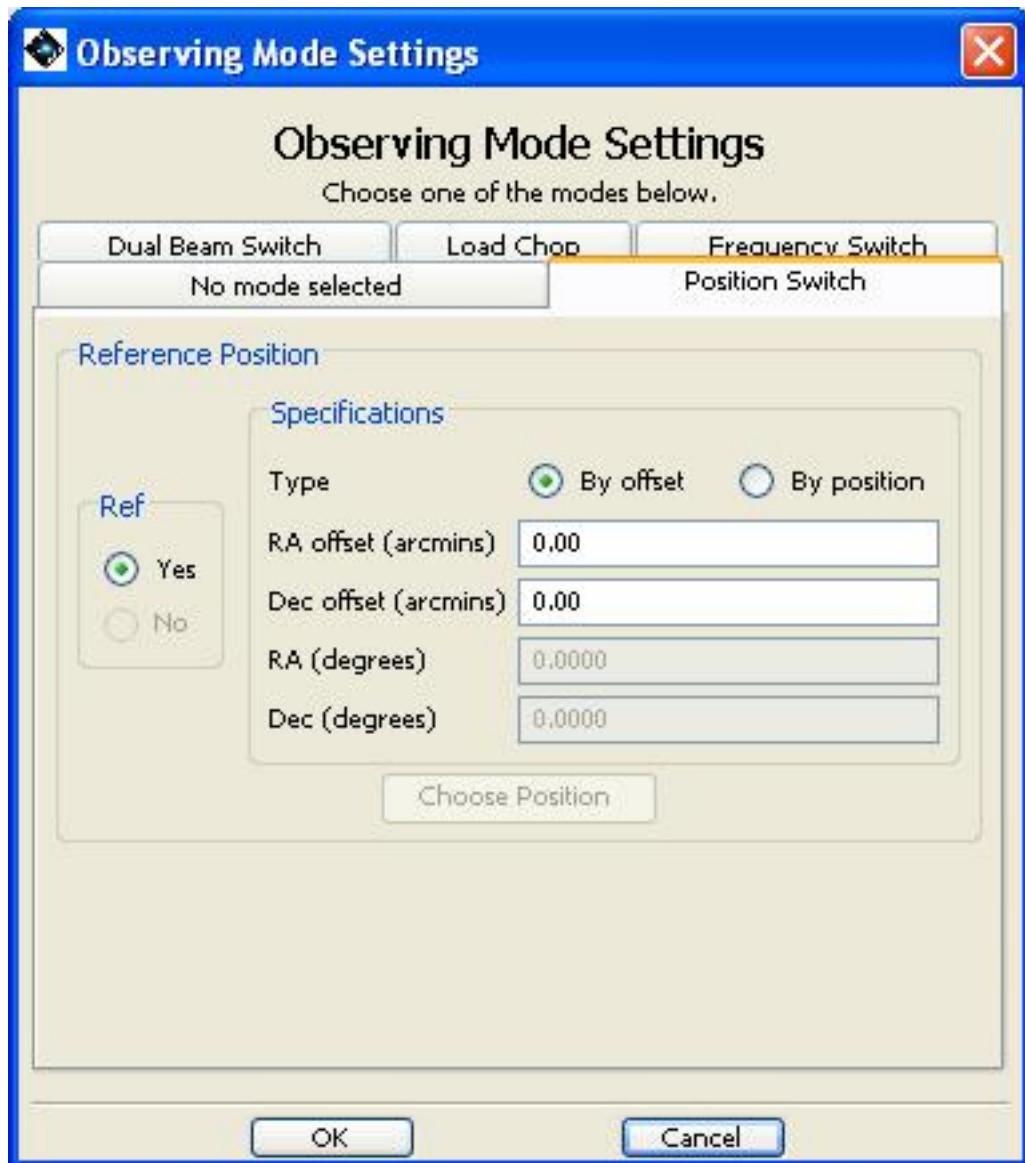 Observing Mode Settings
Observing Mode Settings
Choose one of the modes below.
Dual Beam Switch Load Chop Frequency Switch
No mode selected Position Switch
Reference Position
Specifications
Type By offset By position
Ref
RA offset (arcmins) 0.00
Yes
Dec offset (arcmins) 0.00
No
RA (degrees) 0.0000
Dec (degrees) 0.0000
Choose Position
OK Cancel